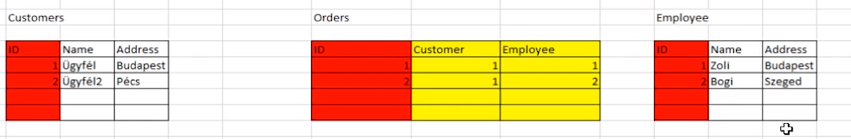 Customers Orders Employee
ID Name Address ID Customer Employee ID Name Address
1 Ügyfél Budapest 1 1 1 1 Zoli Budapest
2 Ügyfél2 Pécs 2 1 2 2 Bogi Szeged